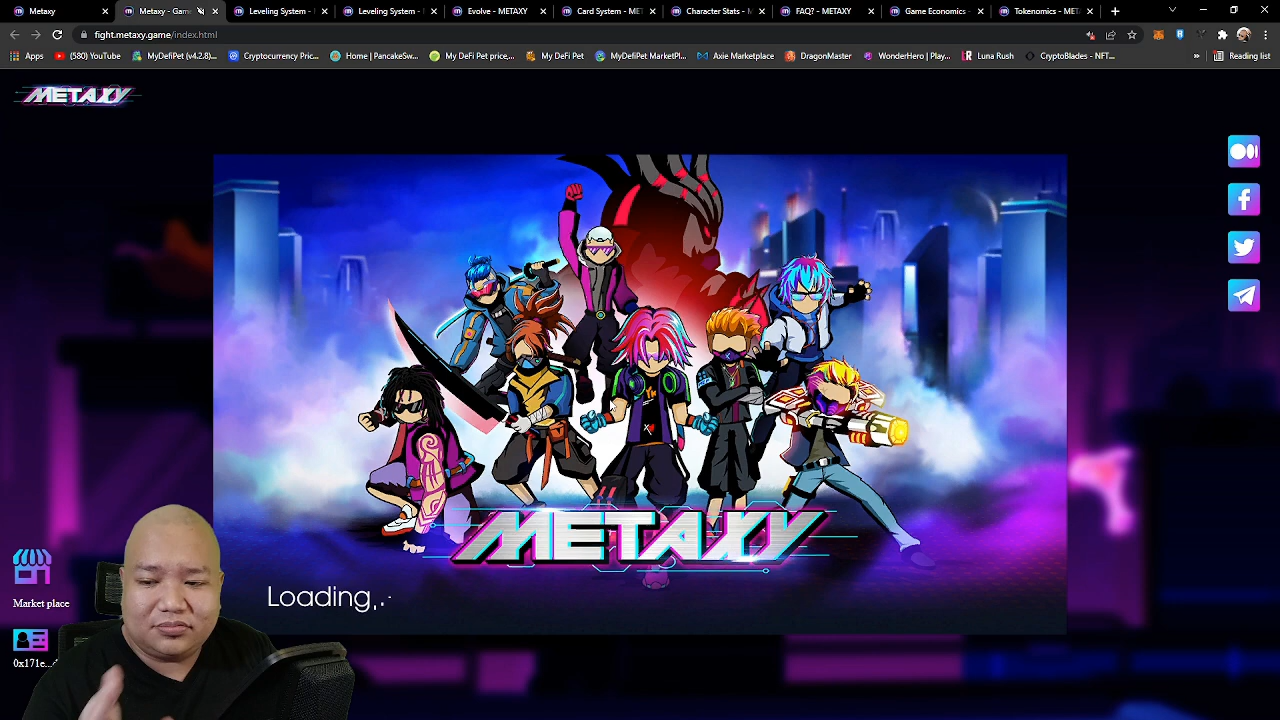 Metaxy
Metaxy - Game
Leveling System -
Leveling System -
Evolve - METAXY
Card System - MET
Character Stats - M
FAQ? - METAXY
Game Economics -
Tokenomics - META
fight.metaxy.game/index.html
Apps
(580) YouTube
MyDefiPet (v4.2.8)...
Cryptocurrency Pric...
Home | PancakeSw...
My DeFi Pet price,...
My DeFi Pet
MyDefiPet MarketPl...
Axie Marketplace
DragonMaster
WonderHero | Play...
Luna Rush
CryptoBlades - NFT...
»
Reading list
METAXY
METAXY
Loading,..
Market place
0x171e...